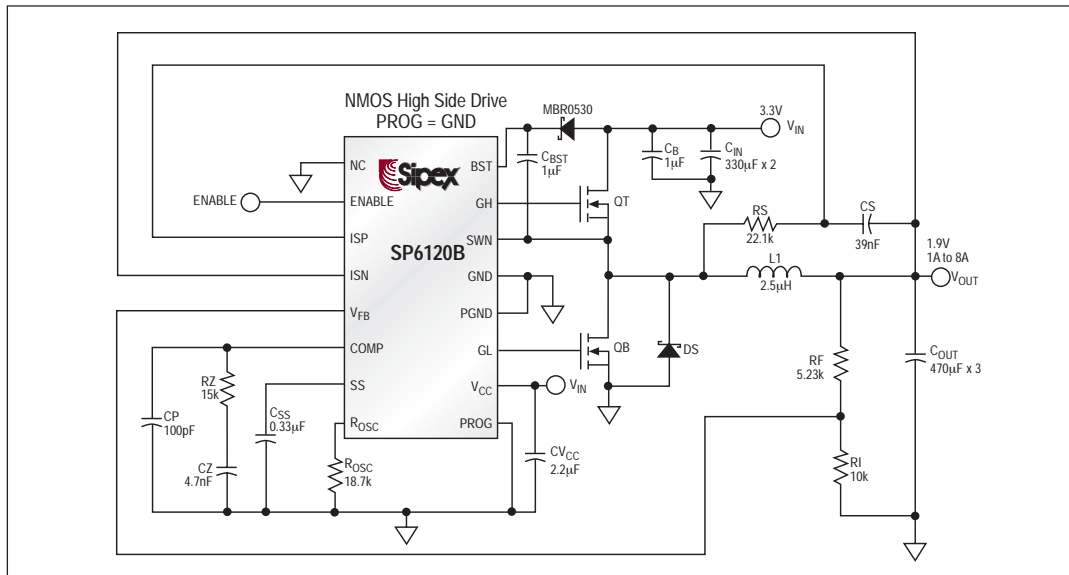 NMOS High Side Drive
PROG = GND
Sipex
SP6120B
NC
ENABLE
ISP
ISN
VFB
COMP
SS
ROSC
BST
GH
SWN
GND
PGND
GL
VCC
PROG
ENABLE
MBR0530
CBST
1µF
CB
1µF
CIN
330µF x 2
3.3V
VIN
QT
RS
22.1k
CS
39nF
L1
2.5µH
1.9V
1A to 8A
VOUT
QB
DS
RF
5.23k
COUT
470µF x 3
RI
10k
VIN
CVCC
2.2µF
RZ
15k
CP
100pF
CZ
4.7nF
CSS
0.33µF
ROSC
18.7k